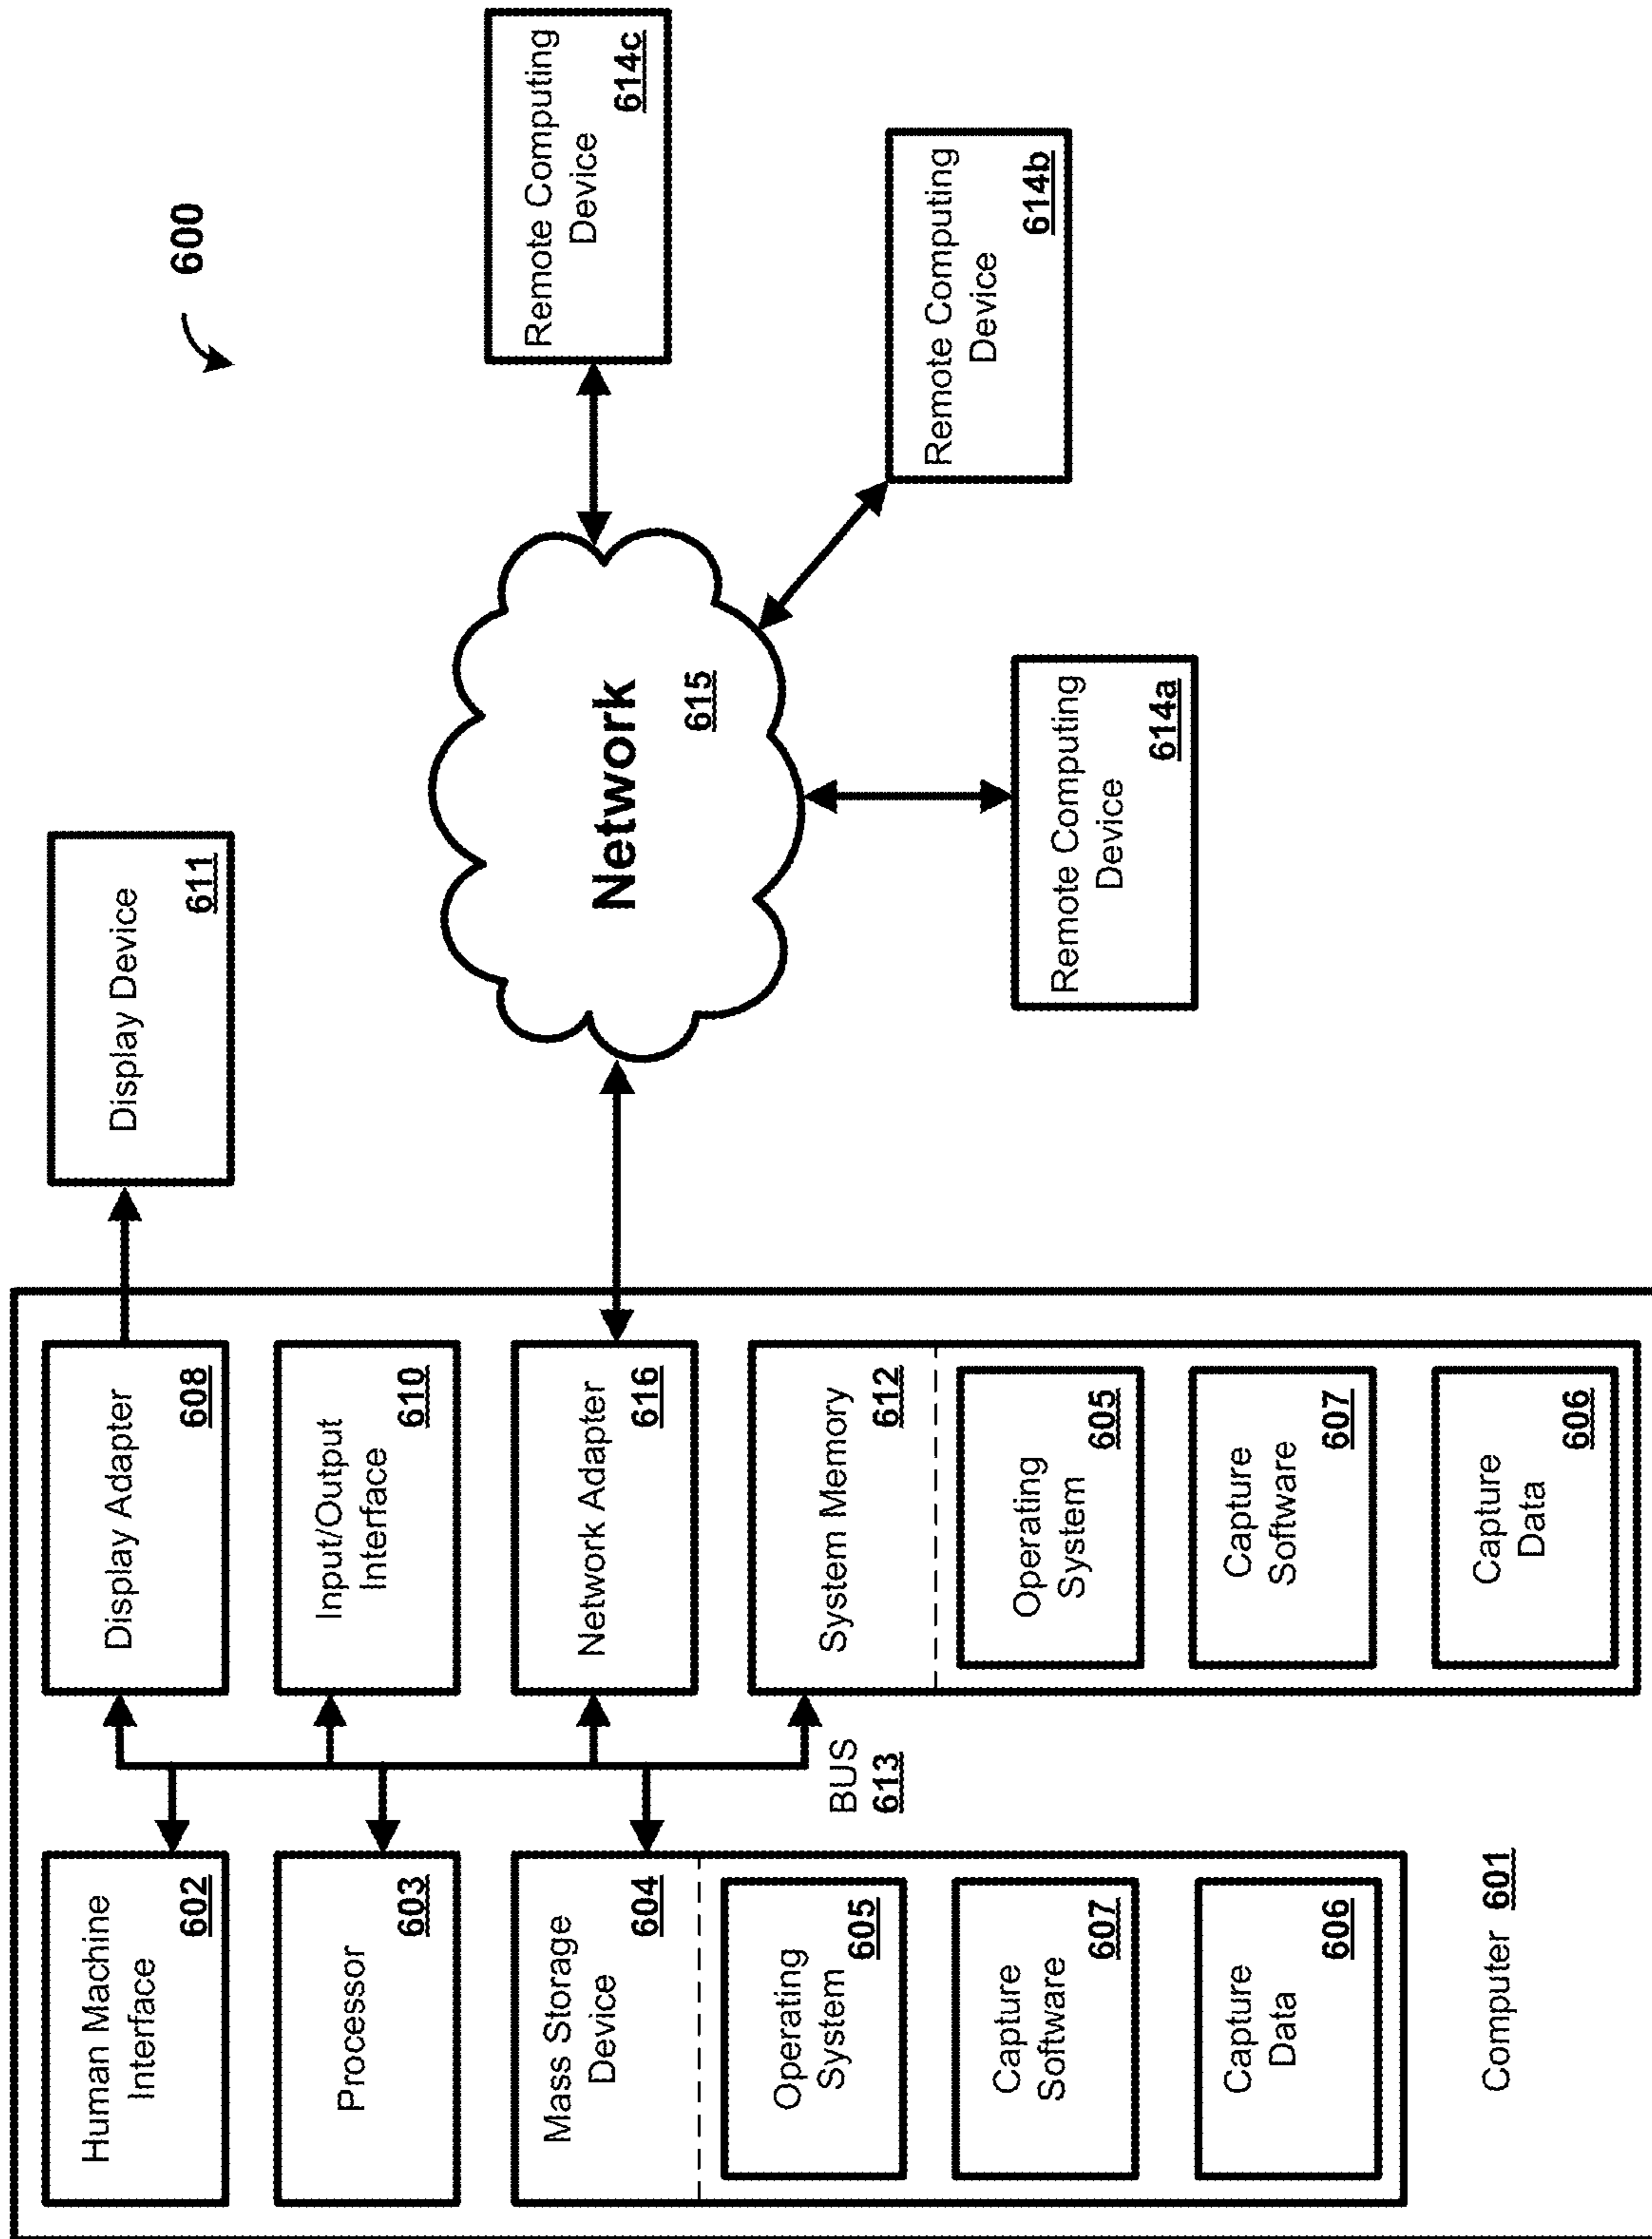 600
Human Machine
Interface
602
Processor
603
Mass Storage
Device
604
Operating
System
605
Capture
Software
607
Capture
Data
606
Computer 601
BUS
613
Display Adapter
608
Input/Output
Interface
610
Network Adapter
616
System Memory
612
Operating
System
605
Capture
Software
607
Capture
Data
606
Display Device
611
Network
615
Remote Computing
Device
614a
Remote Computing
Device
614b
Remote Computing
Device
614c